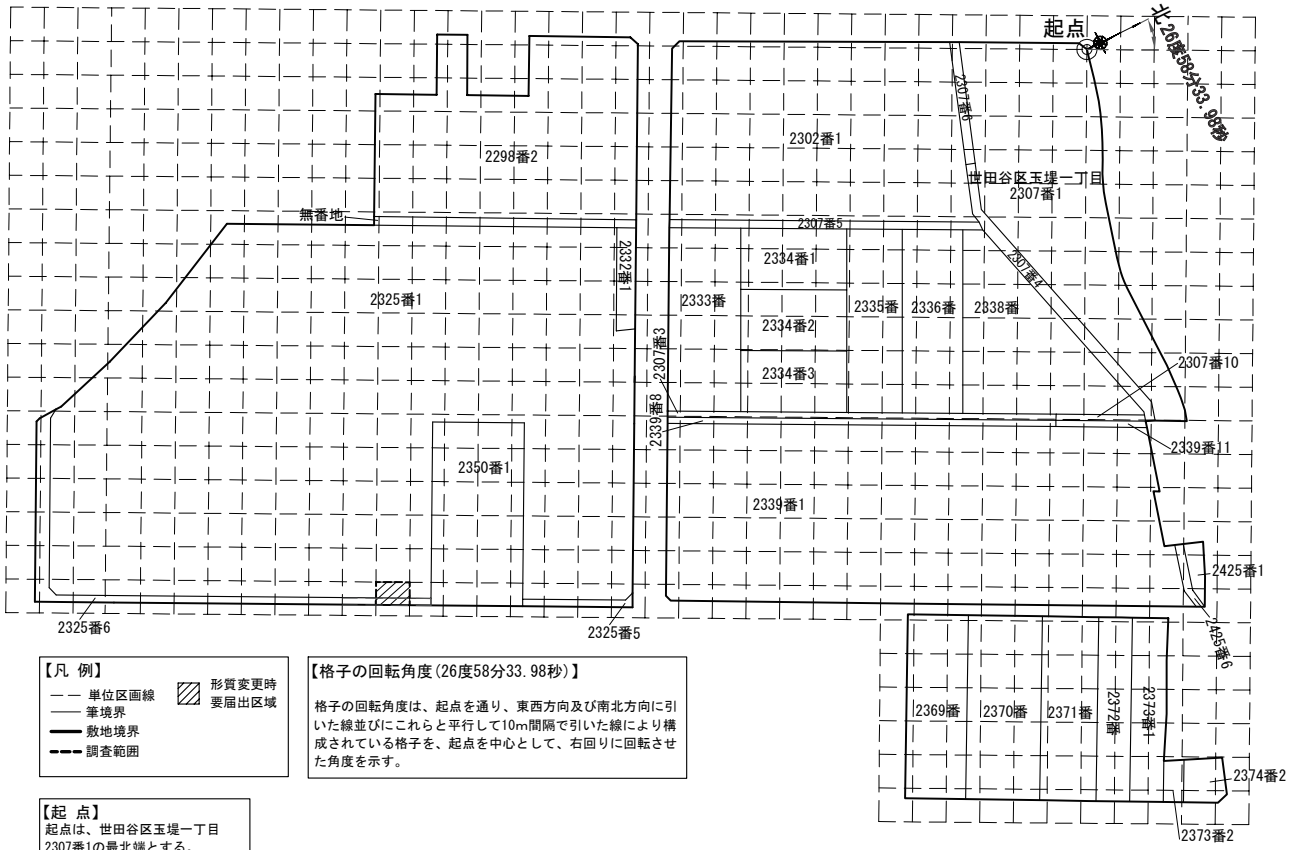 起点
北 26度58分33.98秒
2307番6
2302番1
2298番2
世田谷区玉堤一丁目
2307番1
無番地
2307番5
2332番1
2334番1
2307番4
2325番1
2333番
2335番
2336番
2338番
2334番2
2307番3
2334番3
2307番10
2339番8
2339番11
2350番1
2339番1
2425番1
2325番6
2325番5
2425番6
【凡 例】
単位区画線
筆境界
敷地境界
調査範囲
形質変更時
要届出区域
【格子の回転角度(26度58分33.98秒)】
格子の回転角度は、起点を通り、東西方向及び南北方向に引
いた線並びにこれらと平行して10m間隔で引いた線により構
成されている格子を、起点を中心として、右回りに回転させ
た角度を示す。
2369番
2370番
2371番
2372番
2373番1
2374番2
2373番2
【起 点】
起点は、世田谷区玉堤一丁目
2307番1の最北端とする。